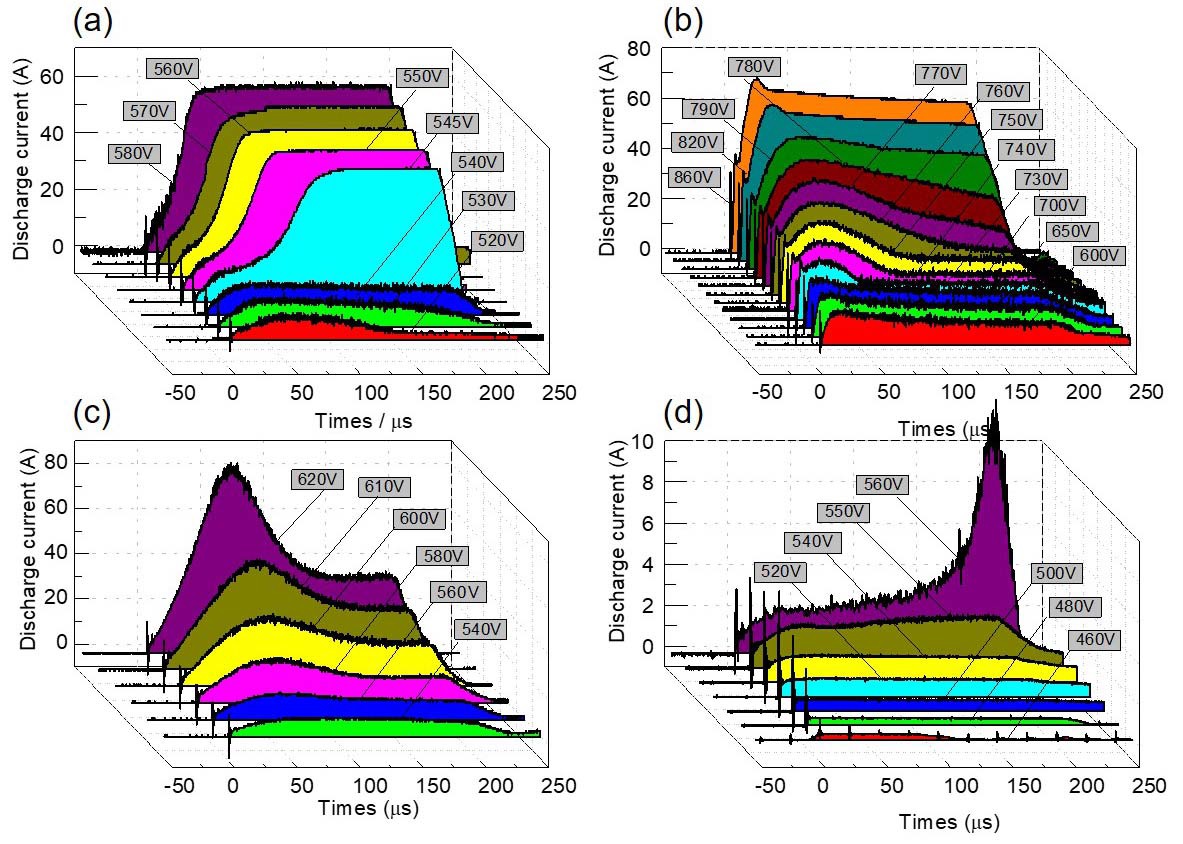 (a)
Discharge current (A)
60
40
20
0
560V
550V
570V
545V
580V
540V
530V
520V
-50 0 50 100 150 200 250
Times / μs
(b)
Discharge current (A)
80
60
40
20
0
780V
770V
760V
790V
750V
820V
740V
860V
730V
700V
650V
600V
-50 0 50 100 150 200 250
Times (μs
(c)
Discharge current (A)
80
60
40
20
0
620V
610V
600V
580V
560V
540V
-50 0 50 100 150 200 250
Times (μs)
(d)
Discharge current (A)
10
8
6
4
2
0
560V
550V
540V
520V
500V
480V
460V
-50 0 50 100 150 200 250
Times (μs)